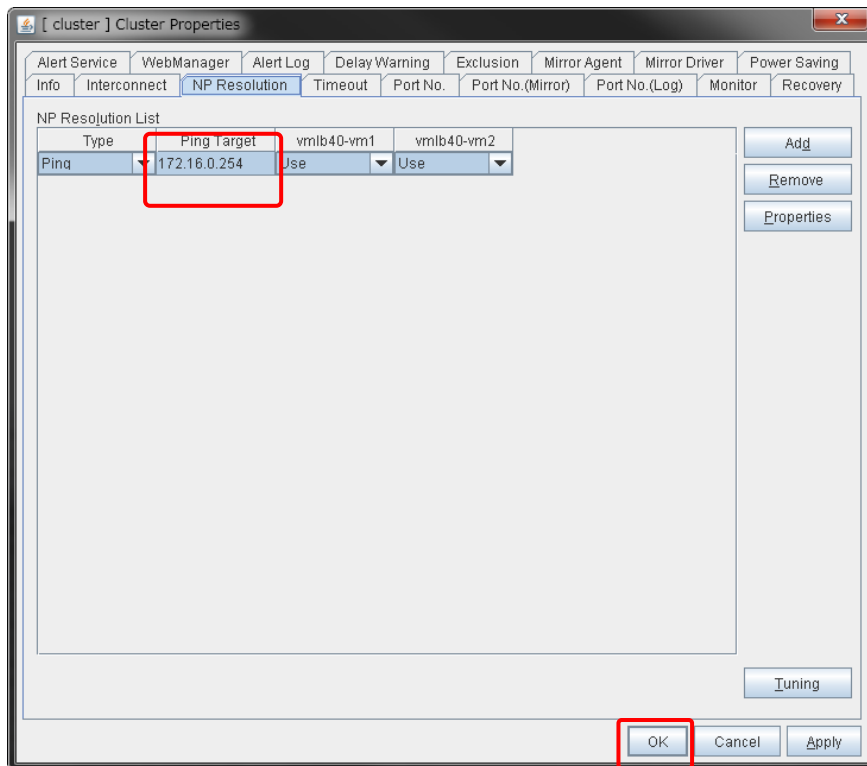 [ cluster ] Cluster Properties
Alert Service WebManager Alert Log Delay Warning Exclusion Mirror Agent Mirror Driver Power Saving
Info Interconnect NP Resolution Timeout Port No. Port No.(Mirror) Port No.(Log) Monitor Recovery
NP Resolution List
Type Ping Target vmlb40-vm1 vmlb40-vm2
Ping 172.16.0.254 Use Use
Add
Remove
Properties
Tuning
OK Cancel Apply